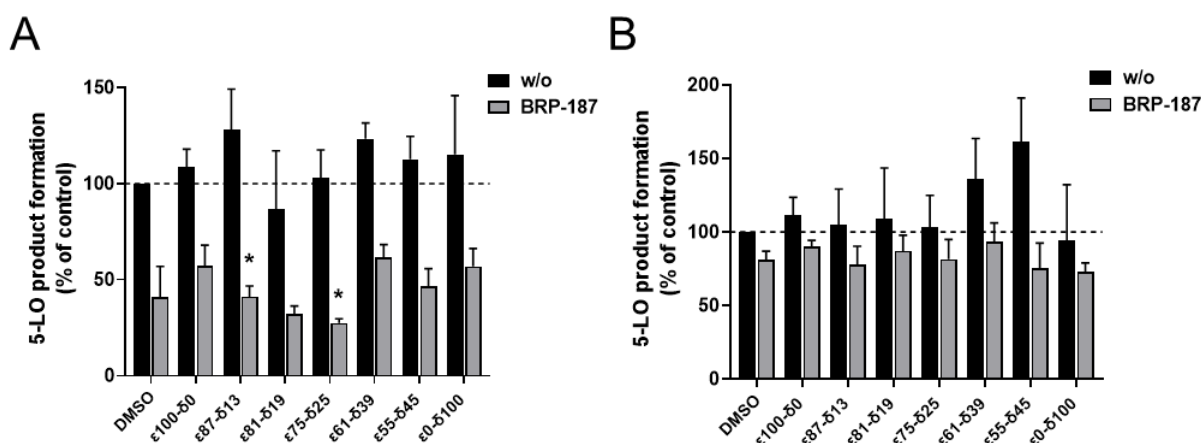 A
w/o
BRP-187
5-LO product formation
(% of control)
150
100
50
0
*
*
DMSO
ε100-δ0
ε87-δ13
ε81-δ19
ε75-δ25
ε61-δ39
ε55-δ45
ε0-δ100
B
w/o
BRP-187
5-LO product formation
(% of control)
200
150
100
50
0
DMSO
ε100-δ0
ε87-δ13
ε81-δ19
ε75-δ25
ε61-δ39
ε55-δ45
ε0-δ100